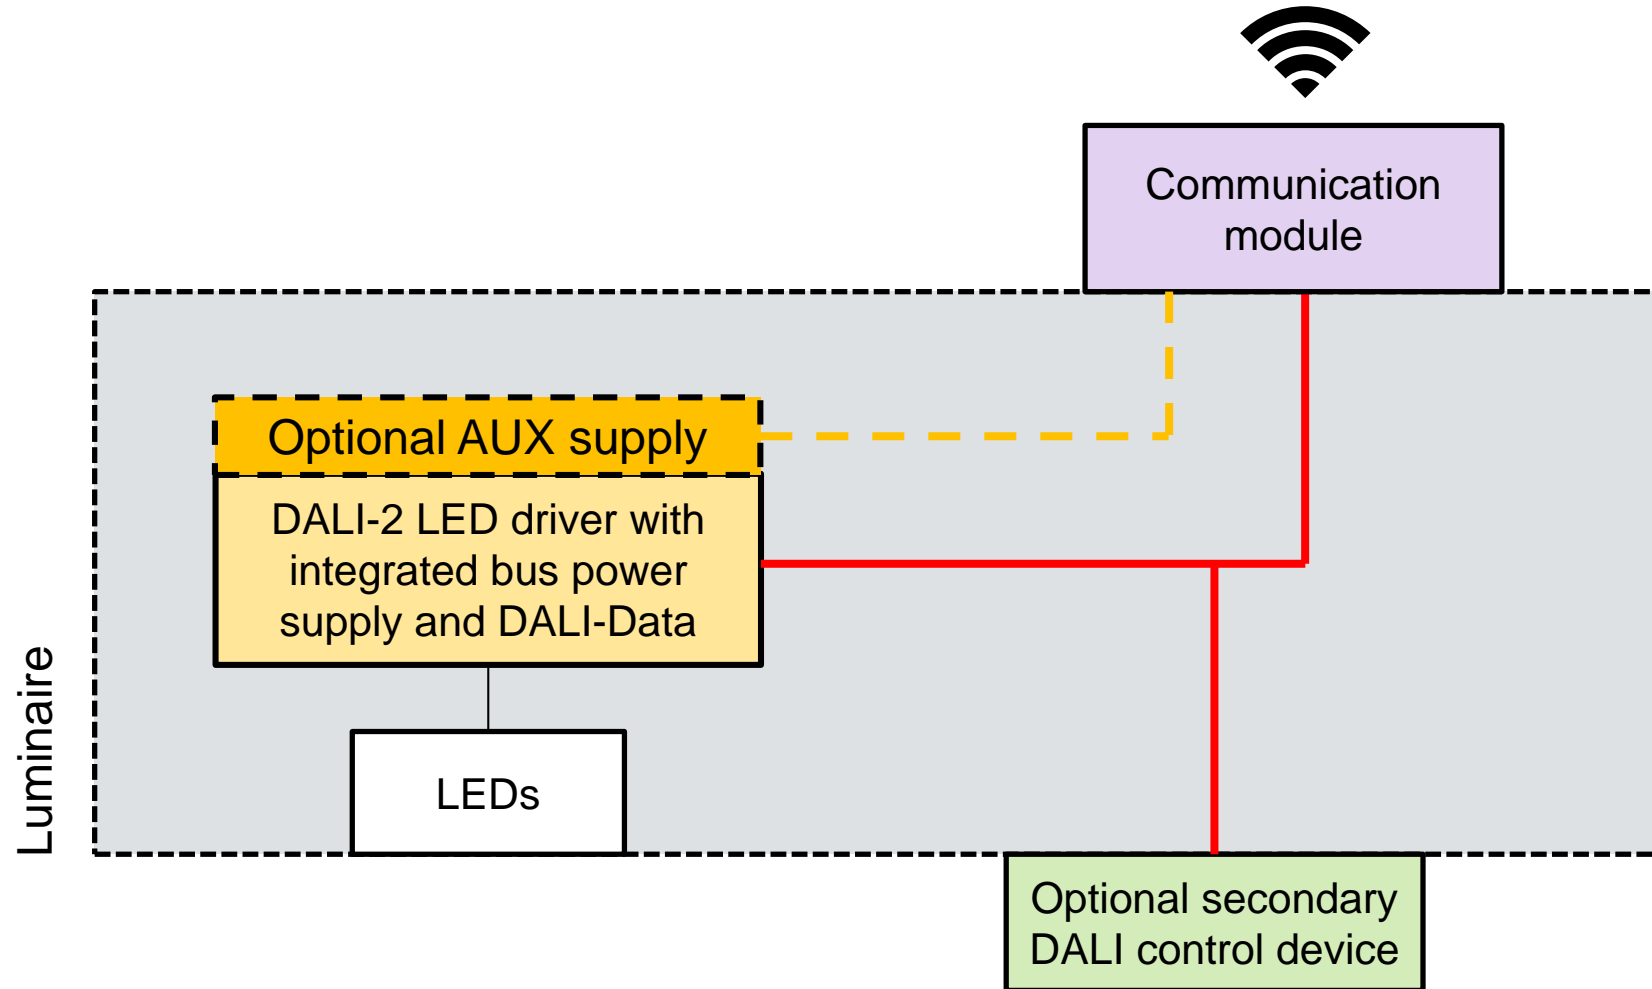 Communication
module
Optional AUX supply
DALI-2 LED driver with
integrated bus power
supply and DALI-Data
Luminaire
LEDs
Optional secondary
DALI control device